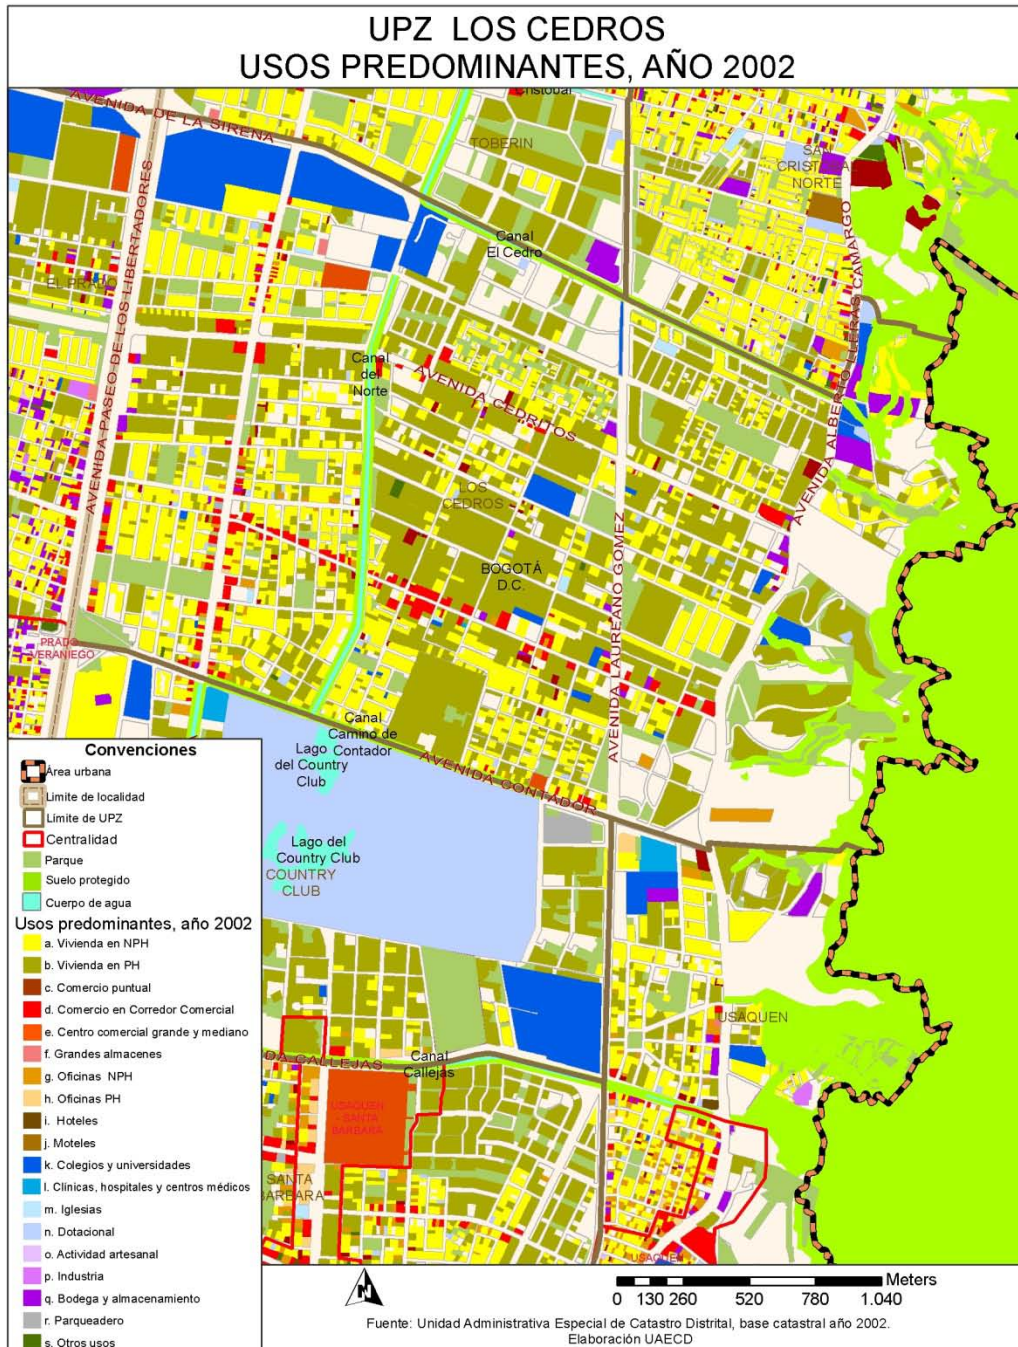 UPZ LOS CEDROS
USOS PREDOMINANTES, AÑO 2002
AVENIDA DE LA SIRENA
TOBERIN
SAN
CRISTOBAL
NORTE
Canal
El Cedro
EL PRADO
AVENIDA PASEO DE LOS LIBERTADORES
AVENIDA ALBERTO LLERAS CAMARGO
Canal
del
Norte
AVENIDA CEDRITOS
LOS
CEDROS
BOGOTÁ
D.C.
AVENIDA LAUREANO GOMEZ
PRADO
VERANIEGO
Canal
Camino de
Contador
Lago
del Country
Club
AVENIDA CONTADOR
Lago del
Country Club
COUNTRY
CLUB
USAQUEN
DA CALLEJAS
Canal
Callejas
USAQUEN
- SANTA
BARBARA
SANTA
BARBARA
USAQUEN
Convenciones
Área urbana
Limite de localidad
Límite de UPZ
Centralidad
Parque
Suelo protegido
Cuerpo de agua
Usos predominantes, año 2002
a. Vivienda en NPH
b. Vivienda en PH
c. Comercio puntual
d. Comercio en Corredor Comercial
e. Centro comercial grande y mediano
f. Grandes almacenes
g. Oficinas NPH
h. Oficinas PH
i. Hoteles
j. Moteles
k. Colegios y universidades
l. Clínicas, hospitales y centros médicos
m. Iglesias
n. Dotacional
o. Actividad artesanal
p. Industria
q. Bodega y almacenamiento
r. Parqueadero
s. Otros usos
N
Meters
0 130 260 520 780 1.040
Fuente: Unidad Administrativa Especial de Catastro Distrital, base catastral año 2002.
Elaboración UAECD